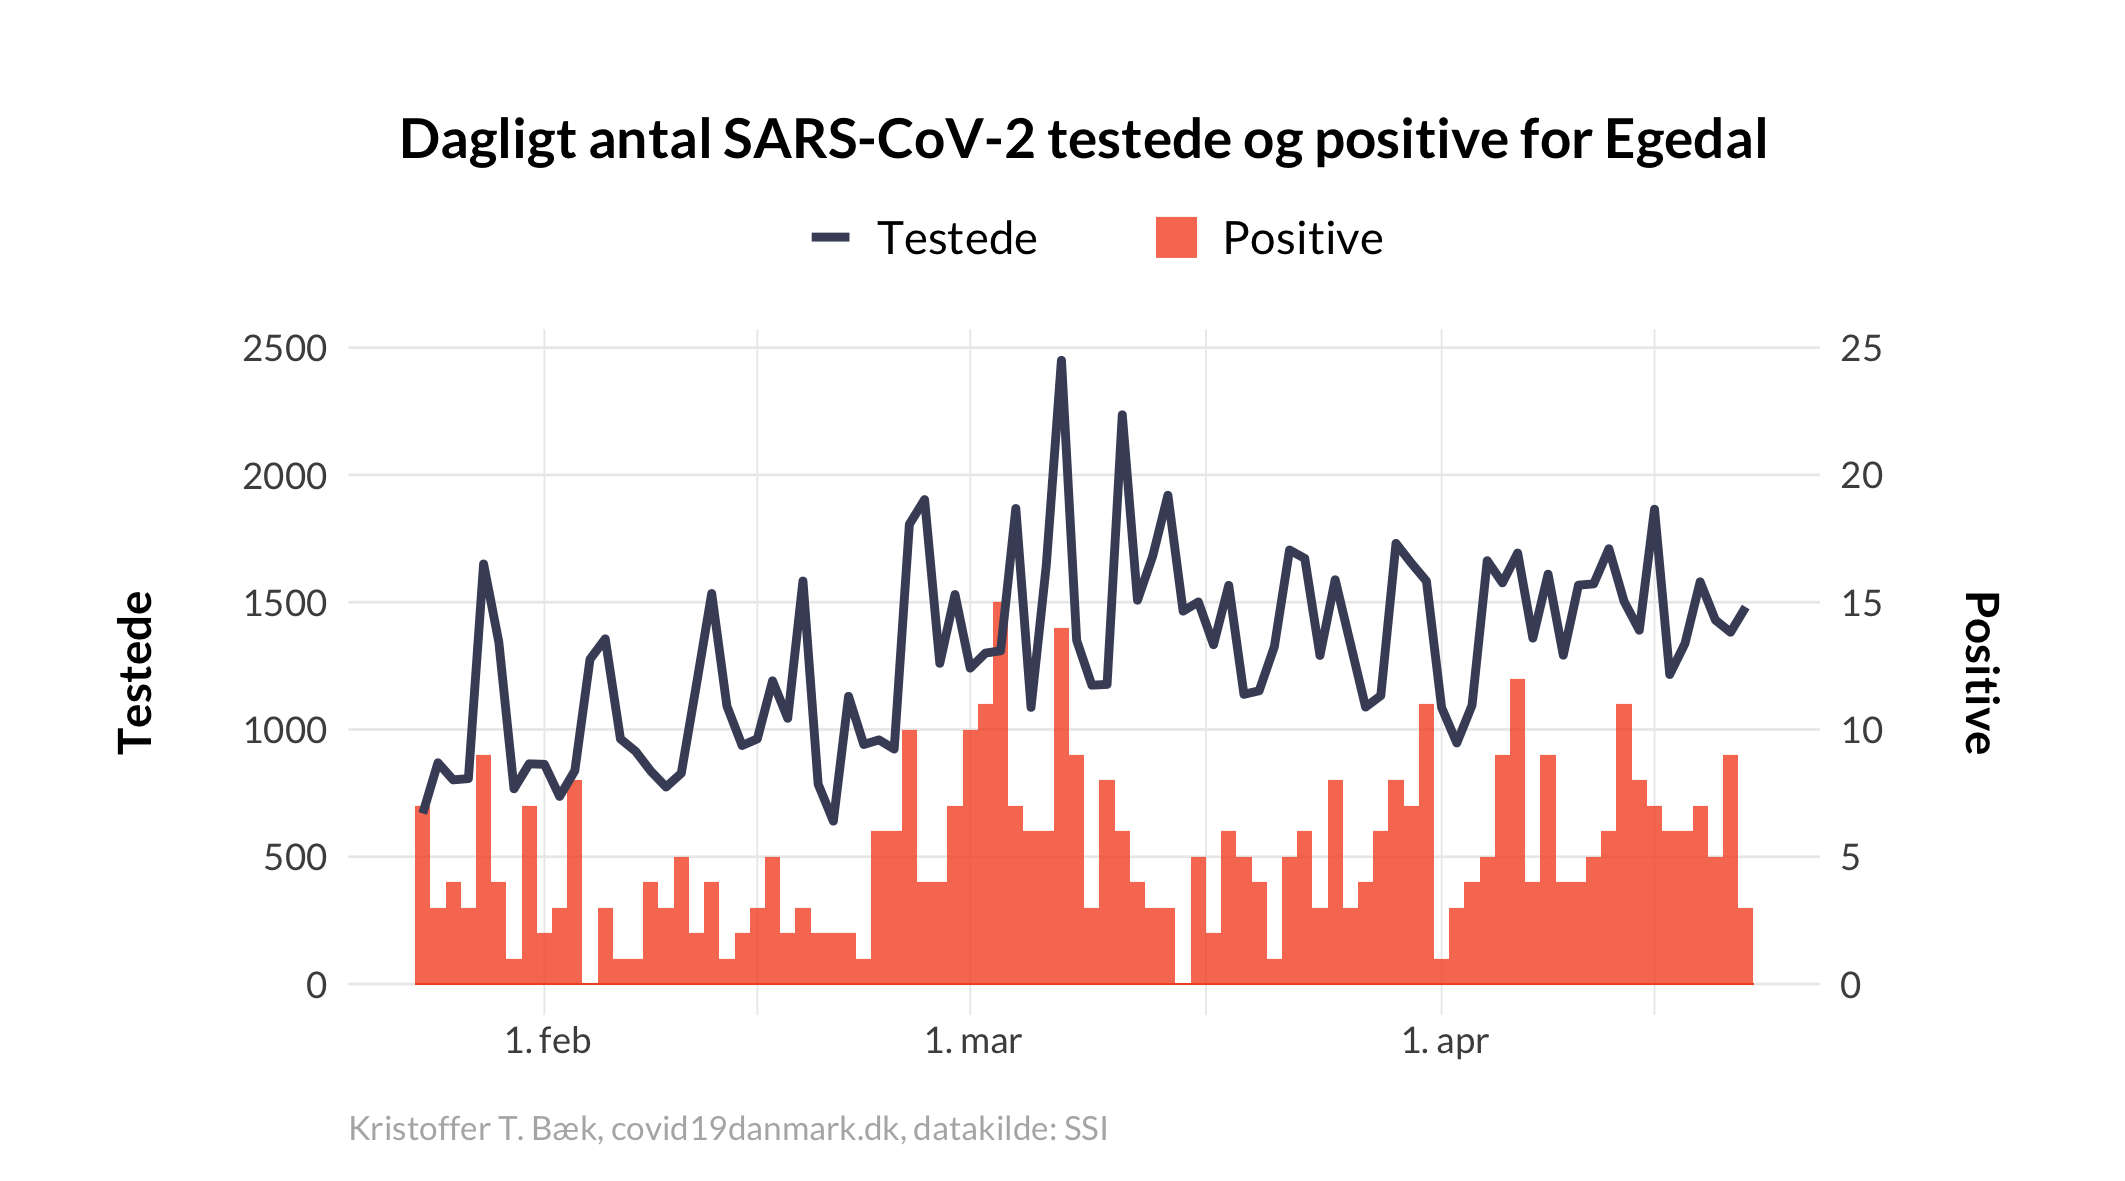 Dagligt antal SARS-CoV-2 testede og positive for Egedal
Testede Positive
2500 25
2000 20
1500 15
1000 10
500 5
0 0
Testede
Positive
1. feb 1. mar 1. apr
Kristoffer T. Bæk, covid19danmark.dk, datakilde: SSI